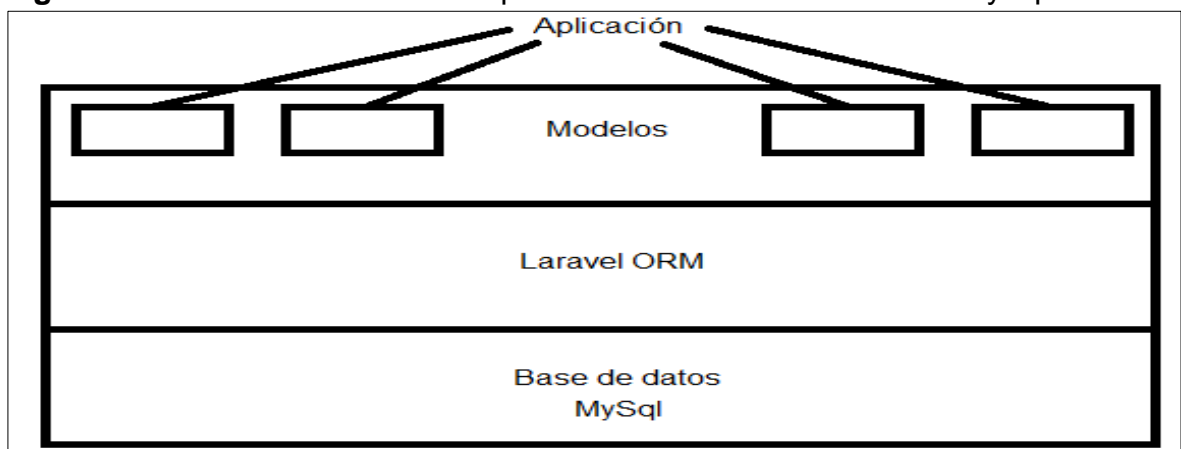 Aplicación
Modelos
Laravel ORM
Base de datos
MySql